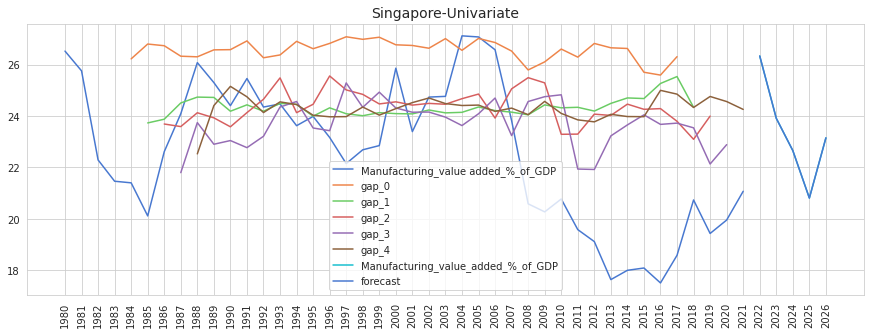 Singapore-Univariate
26
24
22
20
18
Manufacturing_value added_%_of_GDP
gap_0
gap_1
gap_2
gap_3
gap_4
Manufacturing_value_added_%_of_GDP
forecast
1980 1981 1982 1983 1984 1985 1986 1987 1988 1989 1990 1991 1992 1993 1994 1995 1996 1997 1998 1999 2000 2001 2002 2003 2004 2005 2006 2007 2008 2009 2010 2011 2012 2013 2014 2015 2016 2017 2018 2019 2021 2022 2023 2024 2025 2026